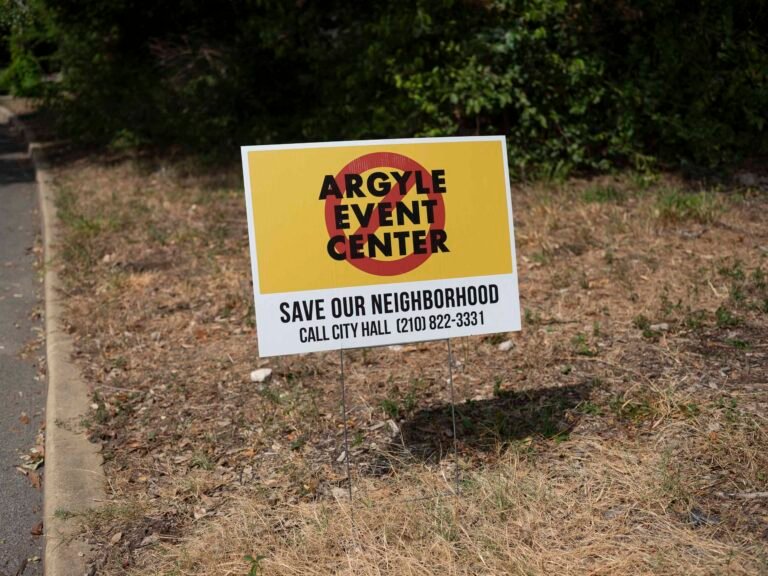 ARGYLE
EVENT
CENTER
SAVE OUR NEIGHBORHOOD
CALL CITY HALL (210) 822-3331